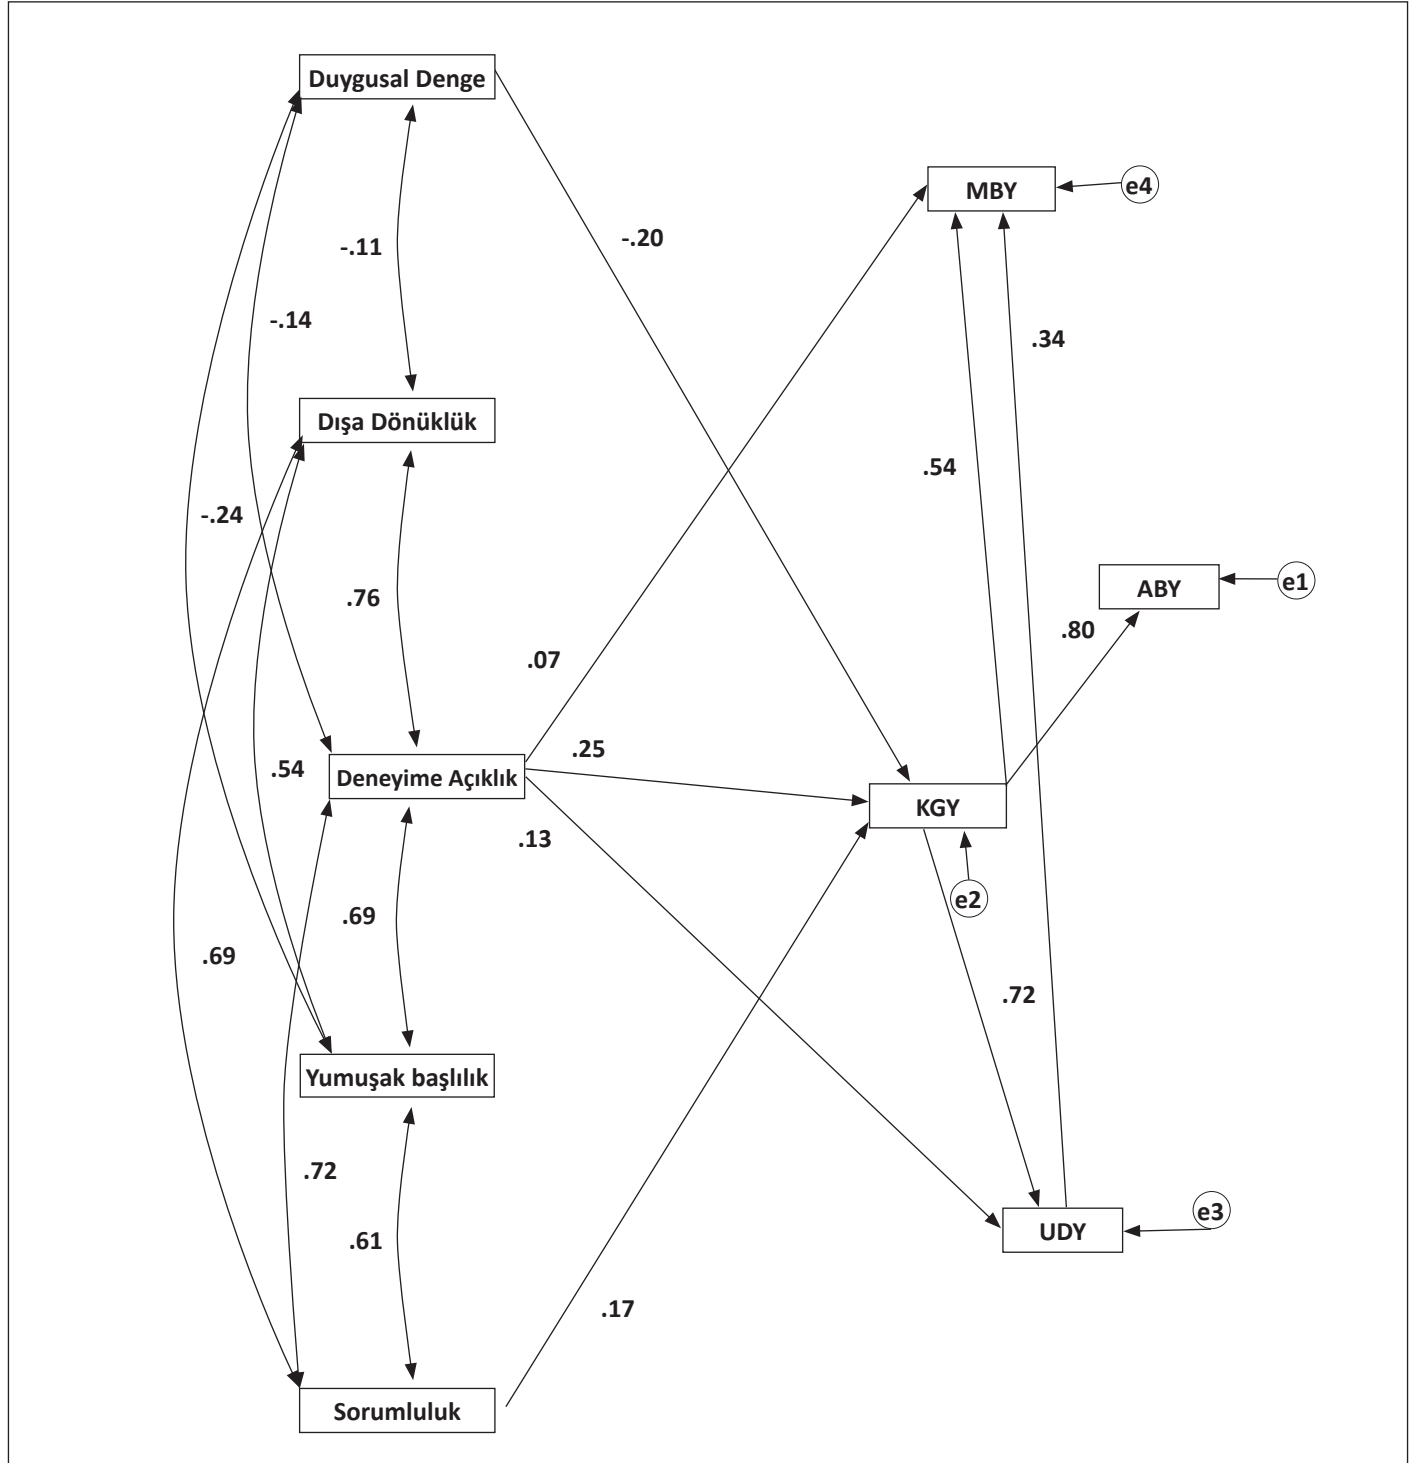 Duygusal Denge
MBY
e4
-.20
-.11
-.14
.34
Dışa Dönüklük
.54
-.24
ABY
e1
.76
.80
.07
.25
Deneyime Açıklık
.54
KGY
.13
e2
.69
.69
.72
Yumuşak başlılık
.72
e3
UDY
.61
.17
Sorumluluk